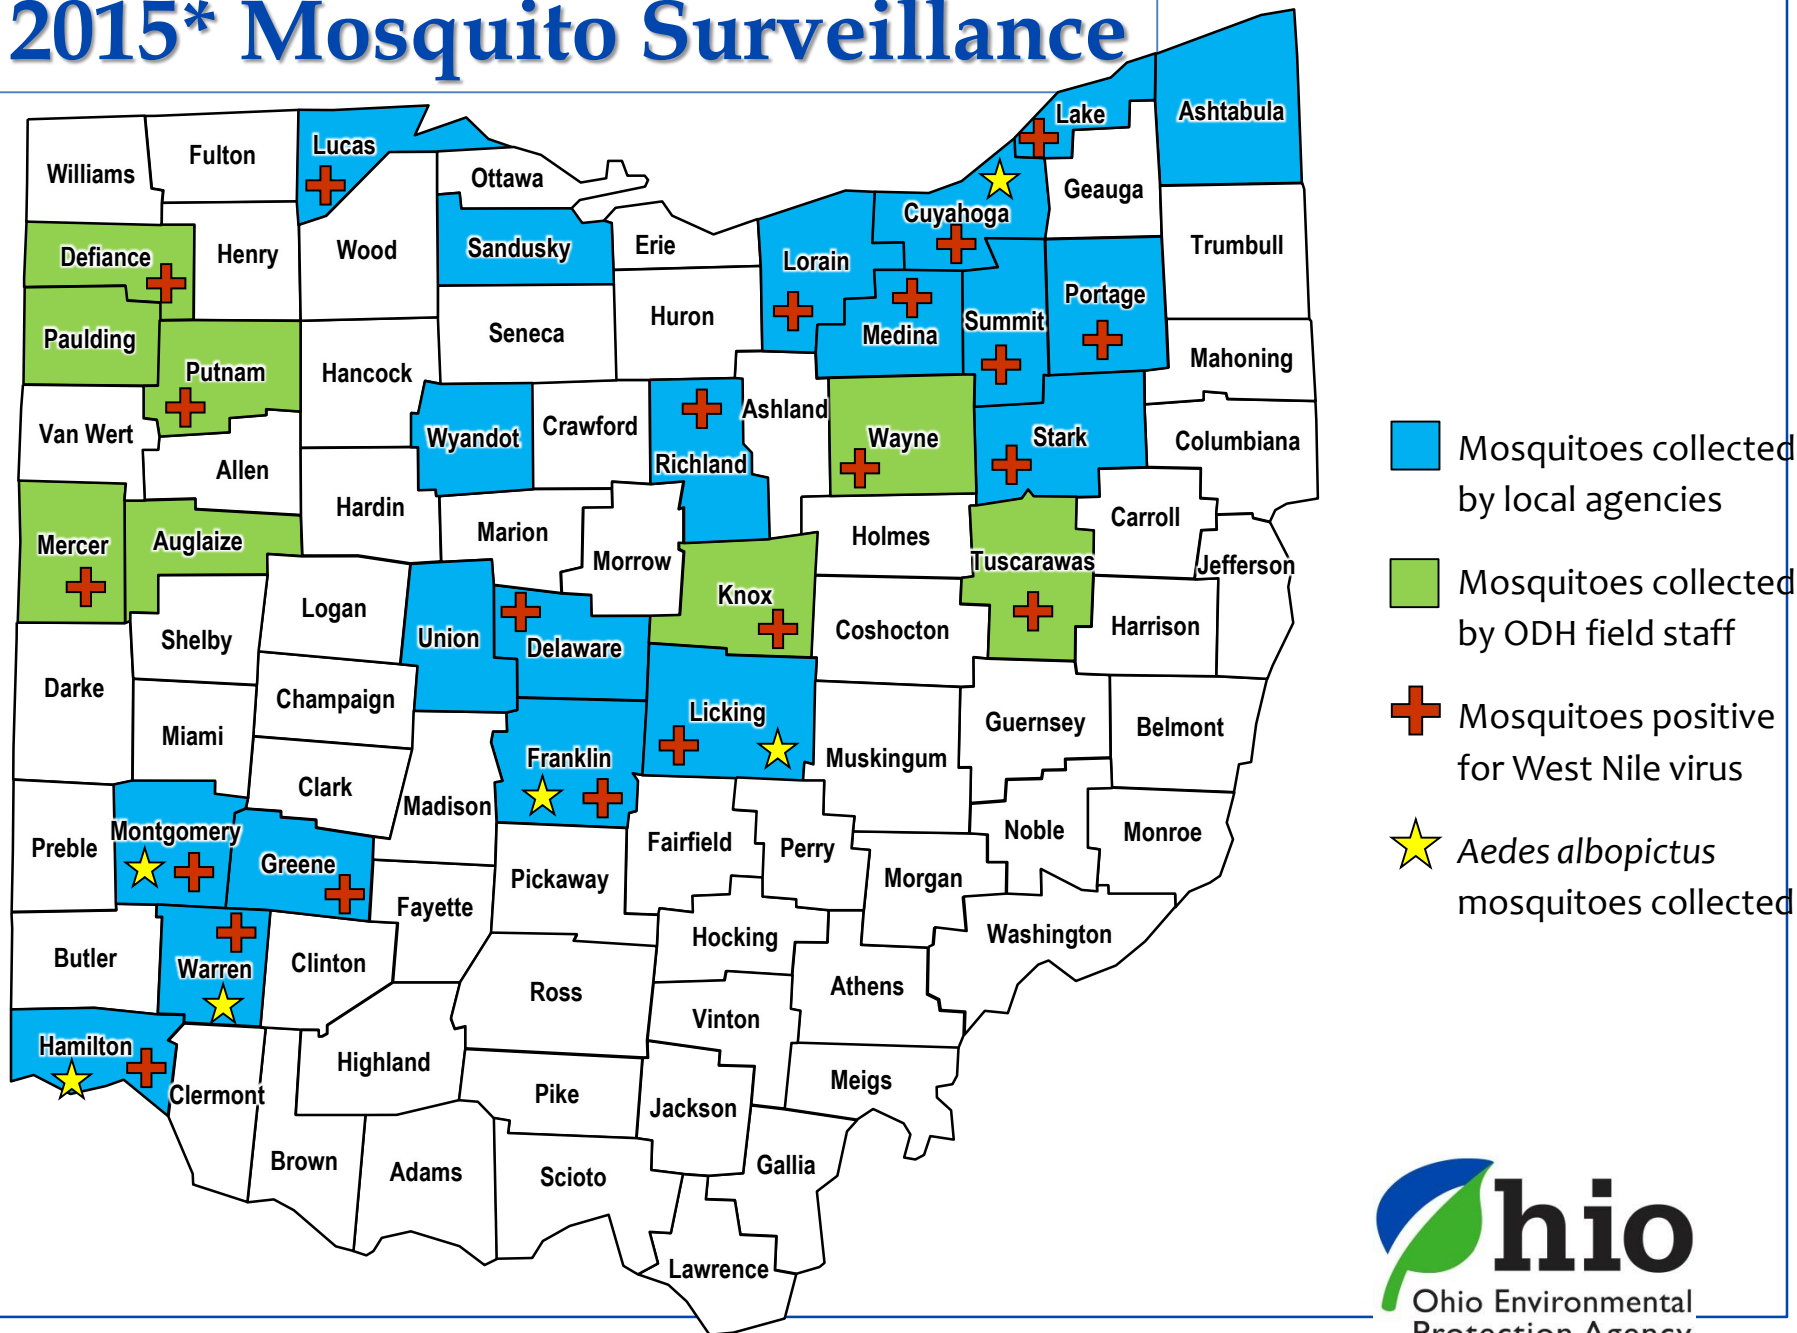 2015* Mosquito Surveillance
Lake
Ashtabula
Lucas
Fulton
Williams
Ottawa
Geauga
Cuyahoga
Erie
Trumbull
Sandusky
Wood
Henry
Defiance
Lorain
Portage
Huron
Summit
Medina
Seneca
Paulding
Mahoning
Putnam
Hancock
Ashland
Crawford
Van Wert
Wyandot
Wayne
Stark
Columbiana
Richland
Allen
Hardin
Carroll
Marion
Holmes
Mercer
Auglaize
Morrow
Tuscarawas
Jefferson
Knox
Logan
Harrison
Coshocton
Union
Shelby
Delaware
Darke
Champaign
Licking
Guernsey
Belmont
Miami
Franklin
Muskingum
Clark
Madison
Noble
Monroe
Montgomery
Fairfield
Perry
Preble
Greene
Pickaway
Morgan
Fayette
Washington
Hocking
Butler
Clinton
Warren
Athens
Ross
Vinton
Hamilton
Highland
Meigs
Clermont
Pike
Jackson
Brown
Gallia
Adams
Scioto
Lawrence
Mosquitoes collected
by local agencies
Mosquitoes collected
by ODH field staff
Mosquitoes positive
for West Nile virus
Aedes albopictus
mosquitoes collected
Ohio
Ohio Environmental
Protection Agency